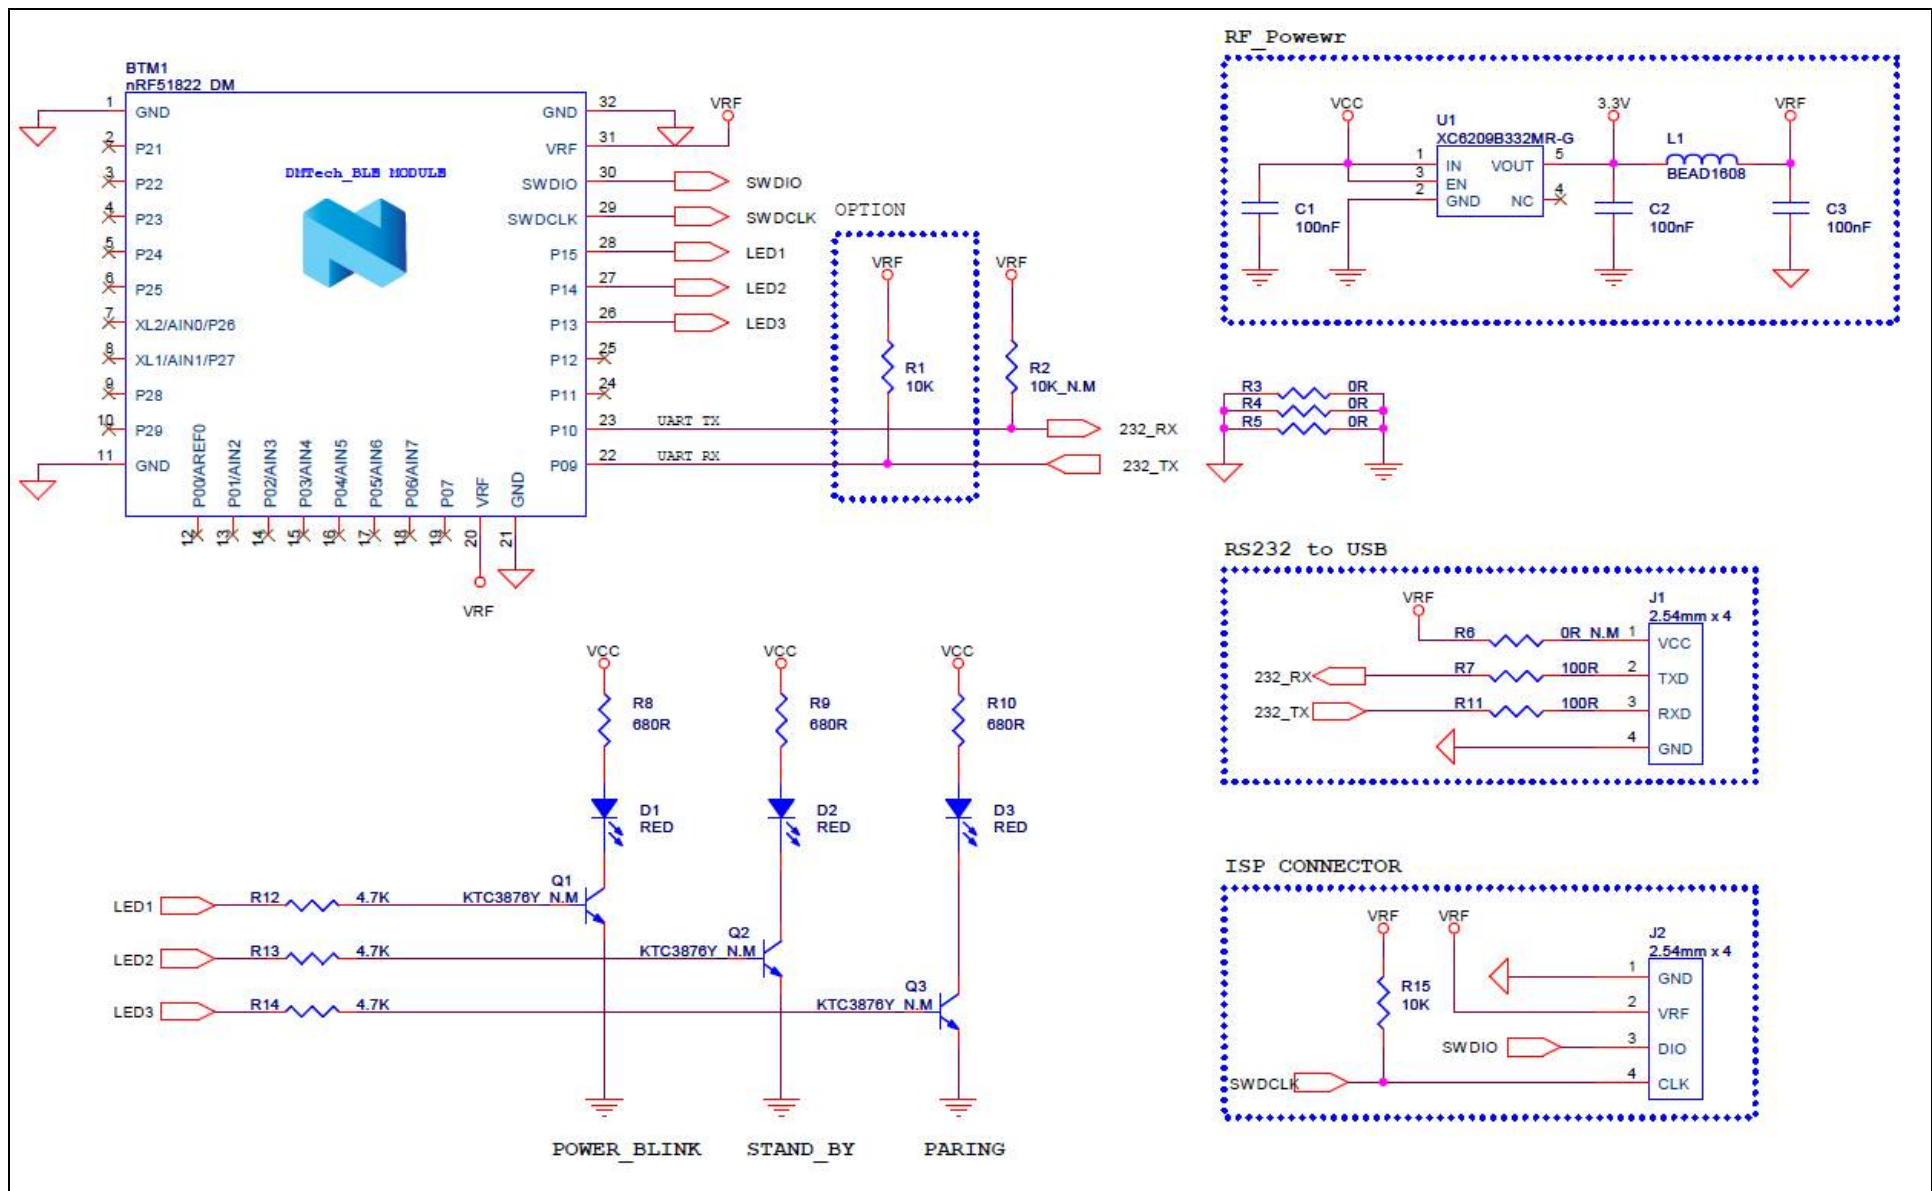 BTM1
nRF51822_DM
DMTech_BLE MODULE
1 GND
2 P21
3 P22
4 P23
5 P24
6 P25
7 XL2/AIN0/P26
8 XL1/AIN1/P27
9 P28
10 P29
11 GND
12 P00/AREF0
13 P01/AIN2
14 P02/AIN3
15 P03/AIN4
16 P04/AIN5
17 P05/AIN6
18 P06/AIN7
19 P07
20 VRF
21 GND
VRF
GND 32
VRF 31
VRF
SWDIO 30 SWDIO
SWDCLK 29 SWDCLK
P15 28 LED1
P14 27 LED2
P13 26 LED3
P12 25
P11 24
P10 23 UART TX 232_RX
P09 22 UART RX 232_TX
OPTION
VRF
R1
10K
VRF
R2
10K_N.M
RF_Powewr
VCC
3.3V
VRF
U1
XC6209B332MR-G
1 IN VOUT 5
3 EN
2 GND NC 4
L1
BEAD1608
C1
100nF
C2
100nF
C3
100nF
R3 0R
R4 0R
R5 0R
RS232 to USB
VRF
J1
2.54mm x 4
R6 0R_N.M 1 VCC
232_RX R7 100R 2 TXD
232_TX R11 100R 3 RXD
4 GND
VCC
R8
680R
D1
RED
VCC
R9
680R
D2
RED
VCC
R10
680R
D3
RED
LED1 R12 4.7K KTC3876Y_N.M Q1
LED2 R13 4.7K KTC3876Y_N.M Q2
LED3 R14 4.7K KTC3876Y_N.M Q3
POWER_BLINK STAND_BY PARING
ISP CONNECTOR
VRF VRF
J2
2.54mm x 4
R15
10K
1 GND
2 VRF
SWDIO 3 DIO
SWDCLK 4 CLK